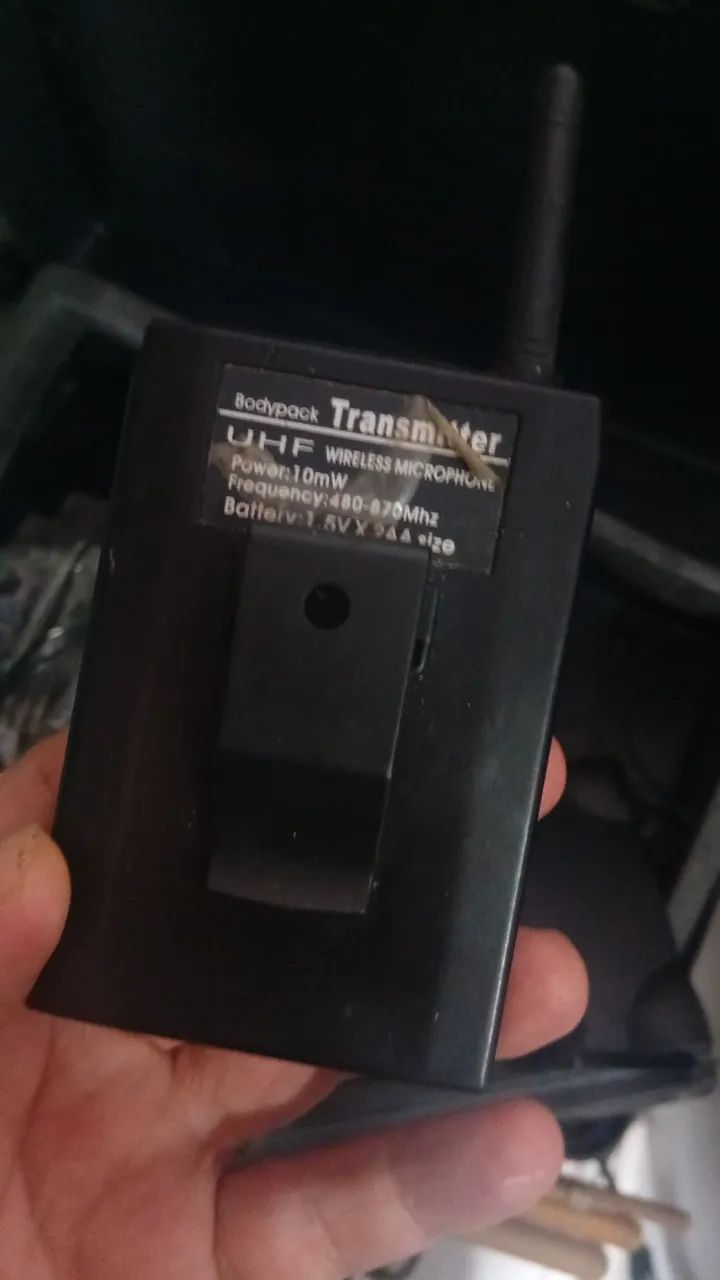 Bodypack Transmitter
UHF WIRELESS MICROPHONE
Power:10mW
Frequency:480-870Mhz
Battery:1.5V X 2AA size